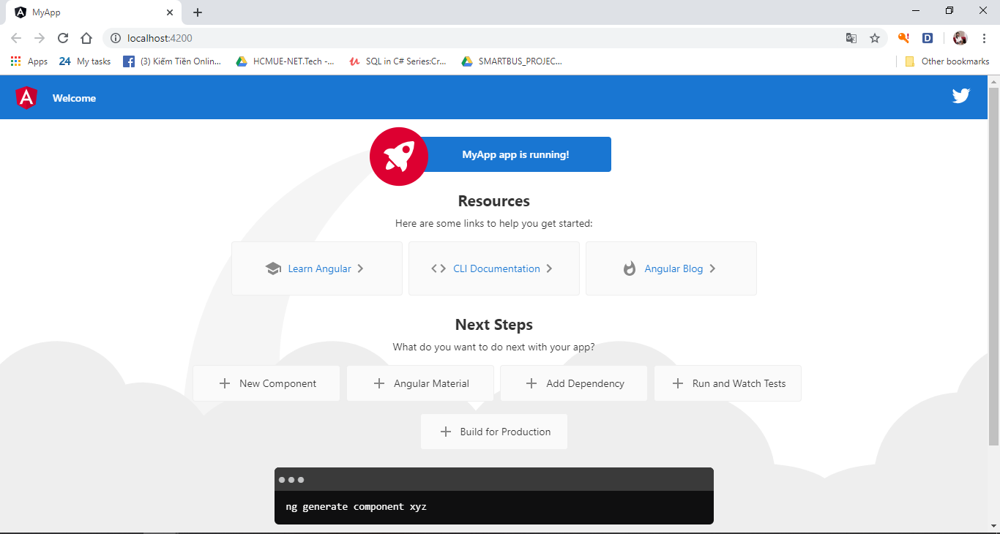 MyApp
localhost:4200
Apps 24 My tasks (3) Kiếm Tiền Onlin... HCMUE-NET.Tech -... SQL in C# Series:Cr... SMARTBUS_PROJEC... Other bookmarks
Welcome
MyApp app is running!
Resources
Here are some links to help you get started:
Learn Angular CLI Documentation Angular Blog
Next Steps
What do you want to do next with your app?
New Component Angular Material Add Dependency Run and Watch Tests
Build for Production
ng generate component xyz